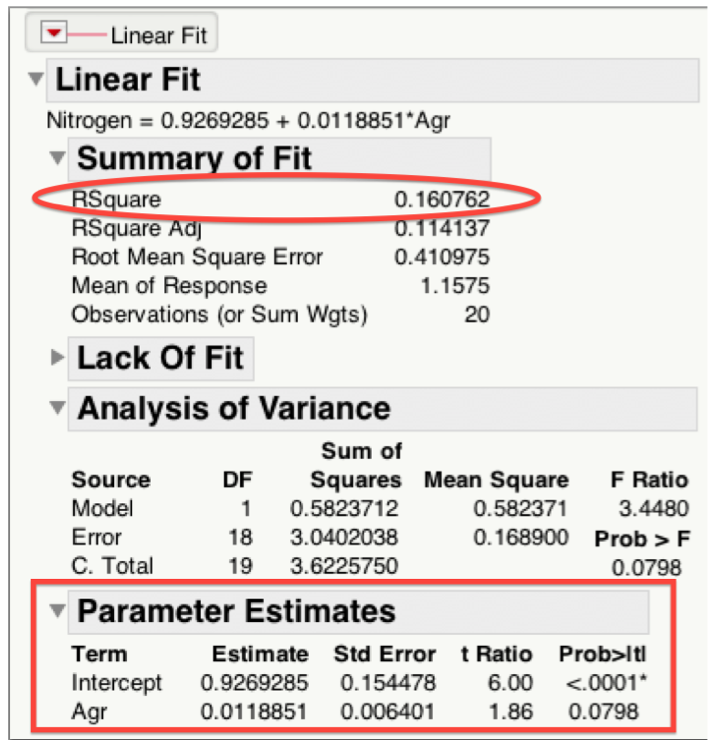 Linear Fit
Linear Fit
Nitrogen = 0.9269285 + 0.0118851*Agr
Summary of Fit
RSquare 0.160762
RSquare Adj 0.114137
Root Mean Square Error 0.410975
Mean of Response 1.1575
Observations (or Sum Wgts) 20
Lack Of Fit
Analysis of Variance
Sum of
Source DF Squares Mean Square F Ratio
Model 1 0.5823712 0.582371 3.4480
Error 18 3.0402038 0.168900 Prob > F
C. Total 19 3.6225750 0.0798
Parameter Estimates
Term Estimate Std Error t Ratio Prob>|t|
Intercept 0.9269285 0.154478 6.00 <.0001*
Agr 0.0118851 0.006401 1.86 0.0798